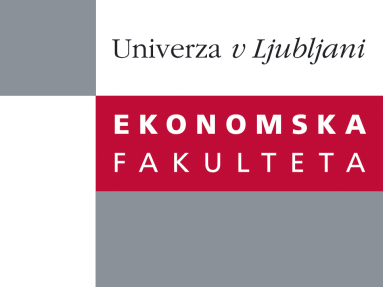 Univerza v Ljubljani
EKONOMSKA
FAKULTETA